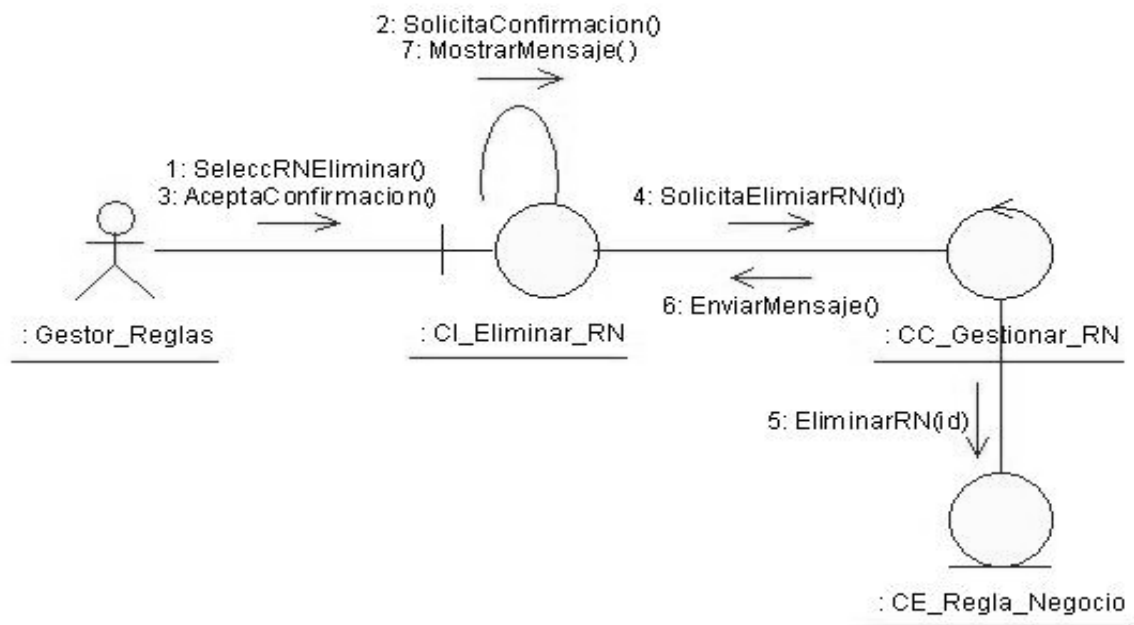 2: SolicitaConfirmacion()
7: MostrarMensaje()
1: SeleccRNEliminar()
3: AceptaConfirmacion()
4: SolicitaElimiarRN(id)
6: EnviarMensaje()
: Gestor_Reglas
: CI_Eliminar_RN
: CC_Gestionar_RN
5: EliminarRN(id)
: CE_Regla_Negocio